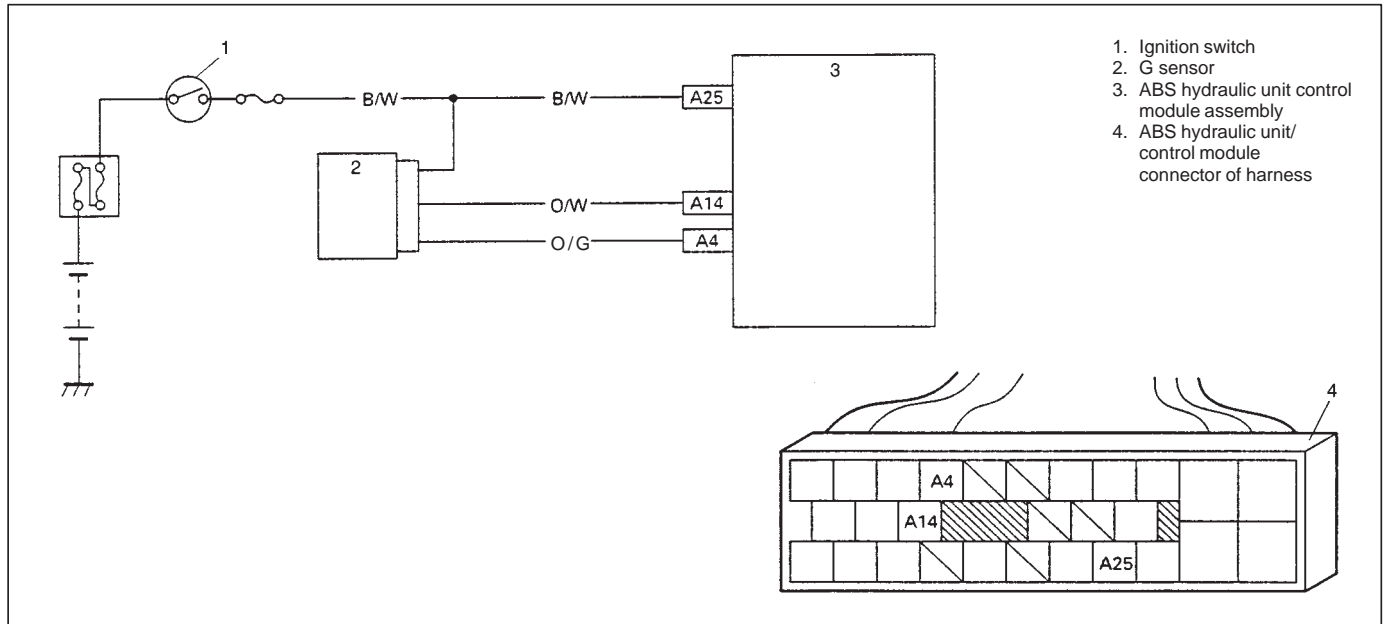 1
B/W
B/W
A25
3
2
O/W
A14
O/G
A4
1. Ignition switch
2. G sensor
3. ABS hydraulic unit control
module assembly
4. ABS hydraulic unit/
control module
connector of harness
4
A4
A14
A25